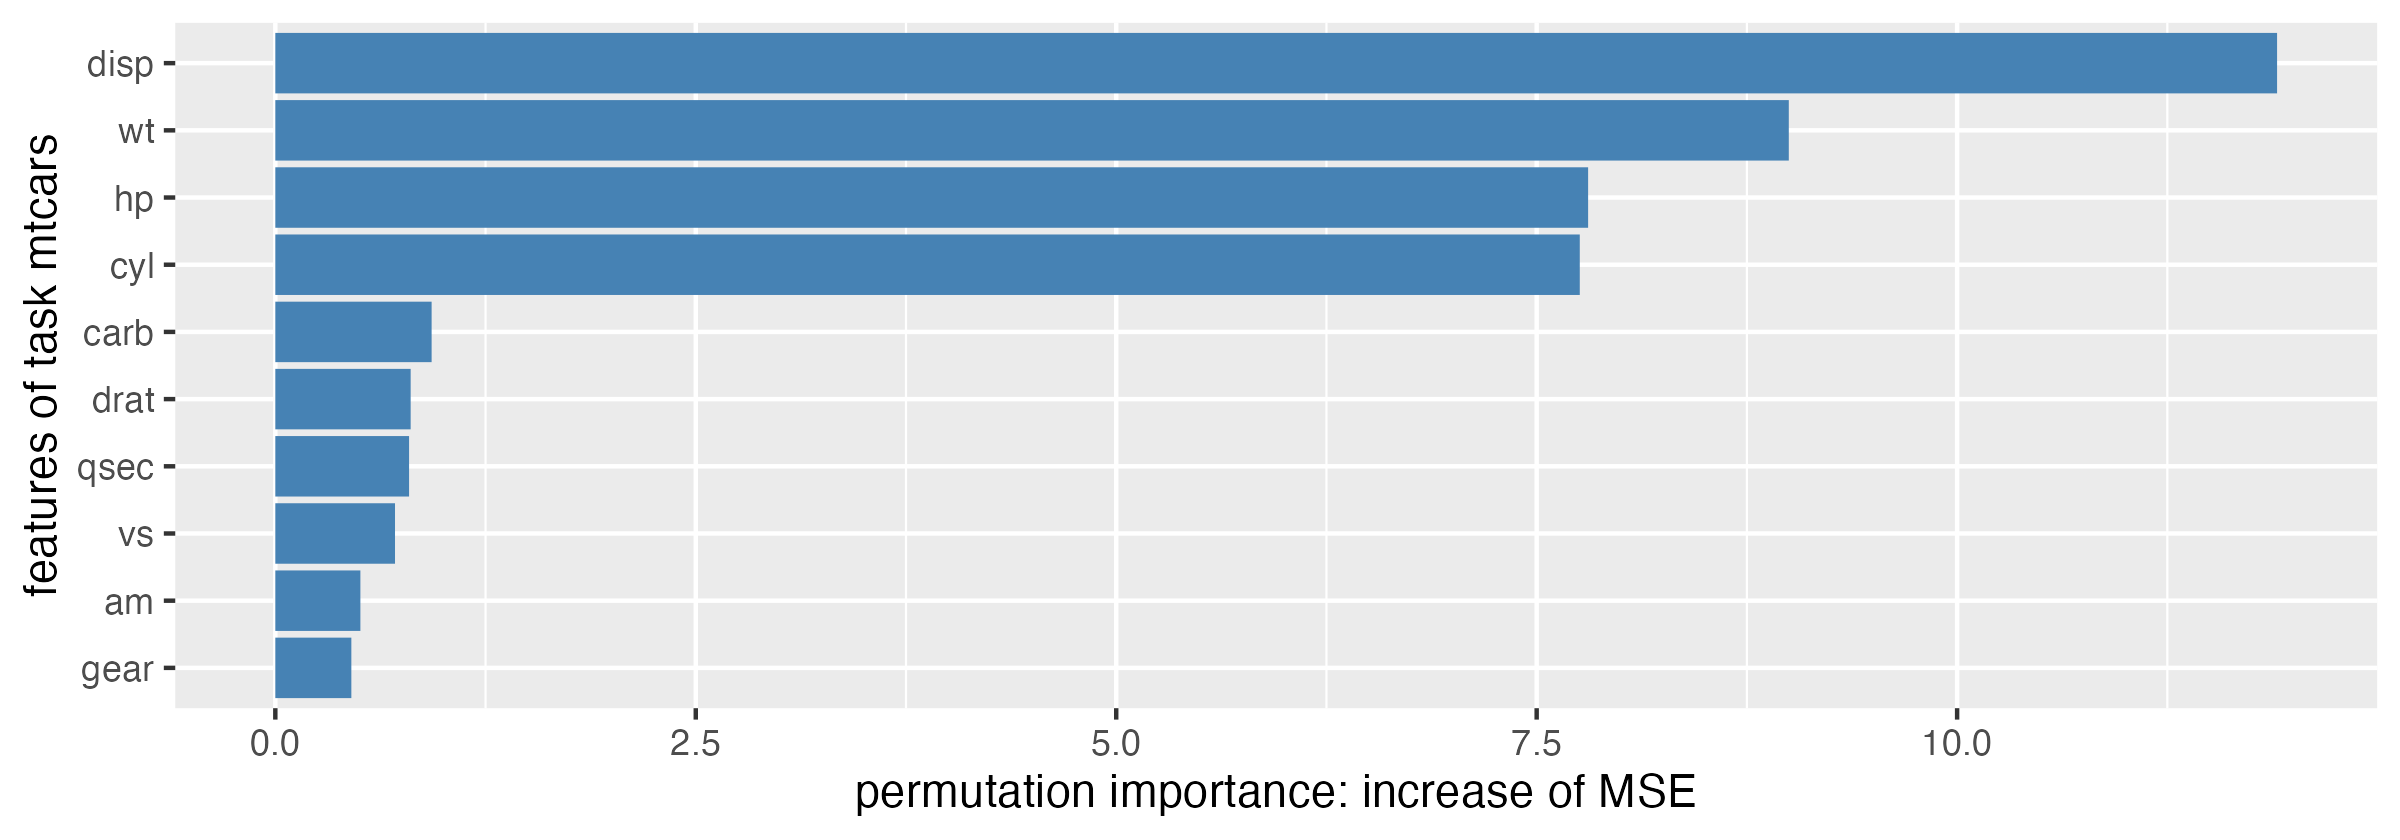 features of task mtcars
disp
wt
hp
cyl
carb
drat
qsec
vs
am
gear
0.0 2.5 5.0 7.5 10.0
permutation importance: increase of MSE